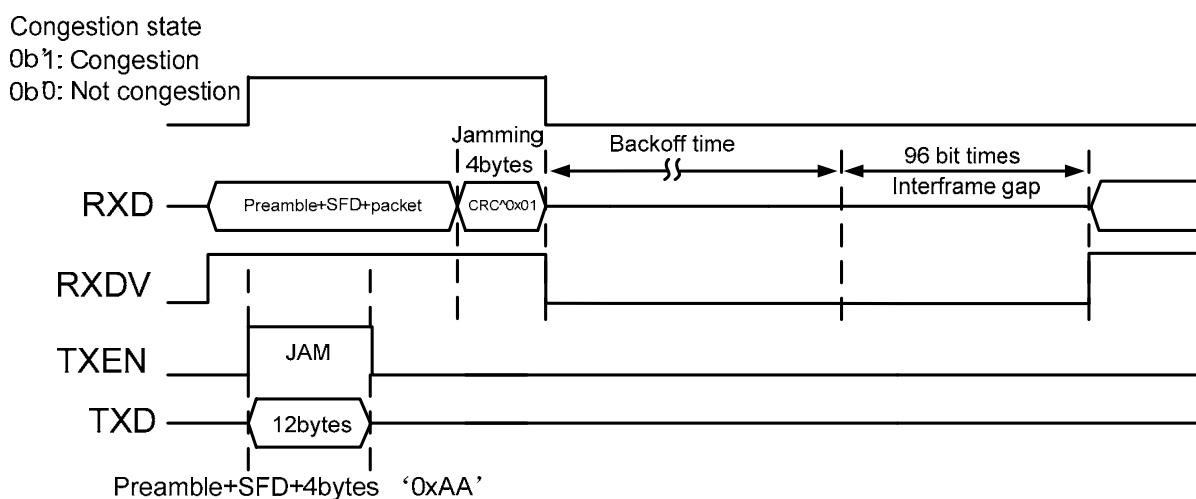 Congestion state
0b'1: Congestion
0b'0: Not congestion
Jamming
4bytes
Backoff time
96 bit times
Interframe gap
RXD
Preamble+SFD+packet
CRC^0x01
RXDV
TXEN
JAM
TXD
12bytes
Preamble+SFD+4bytes ‘0xAA’